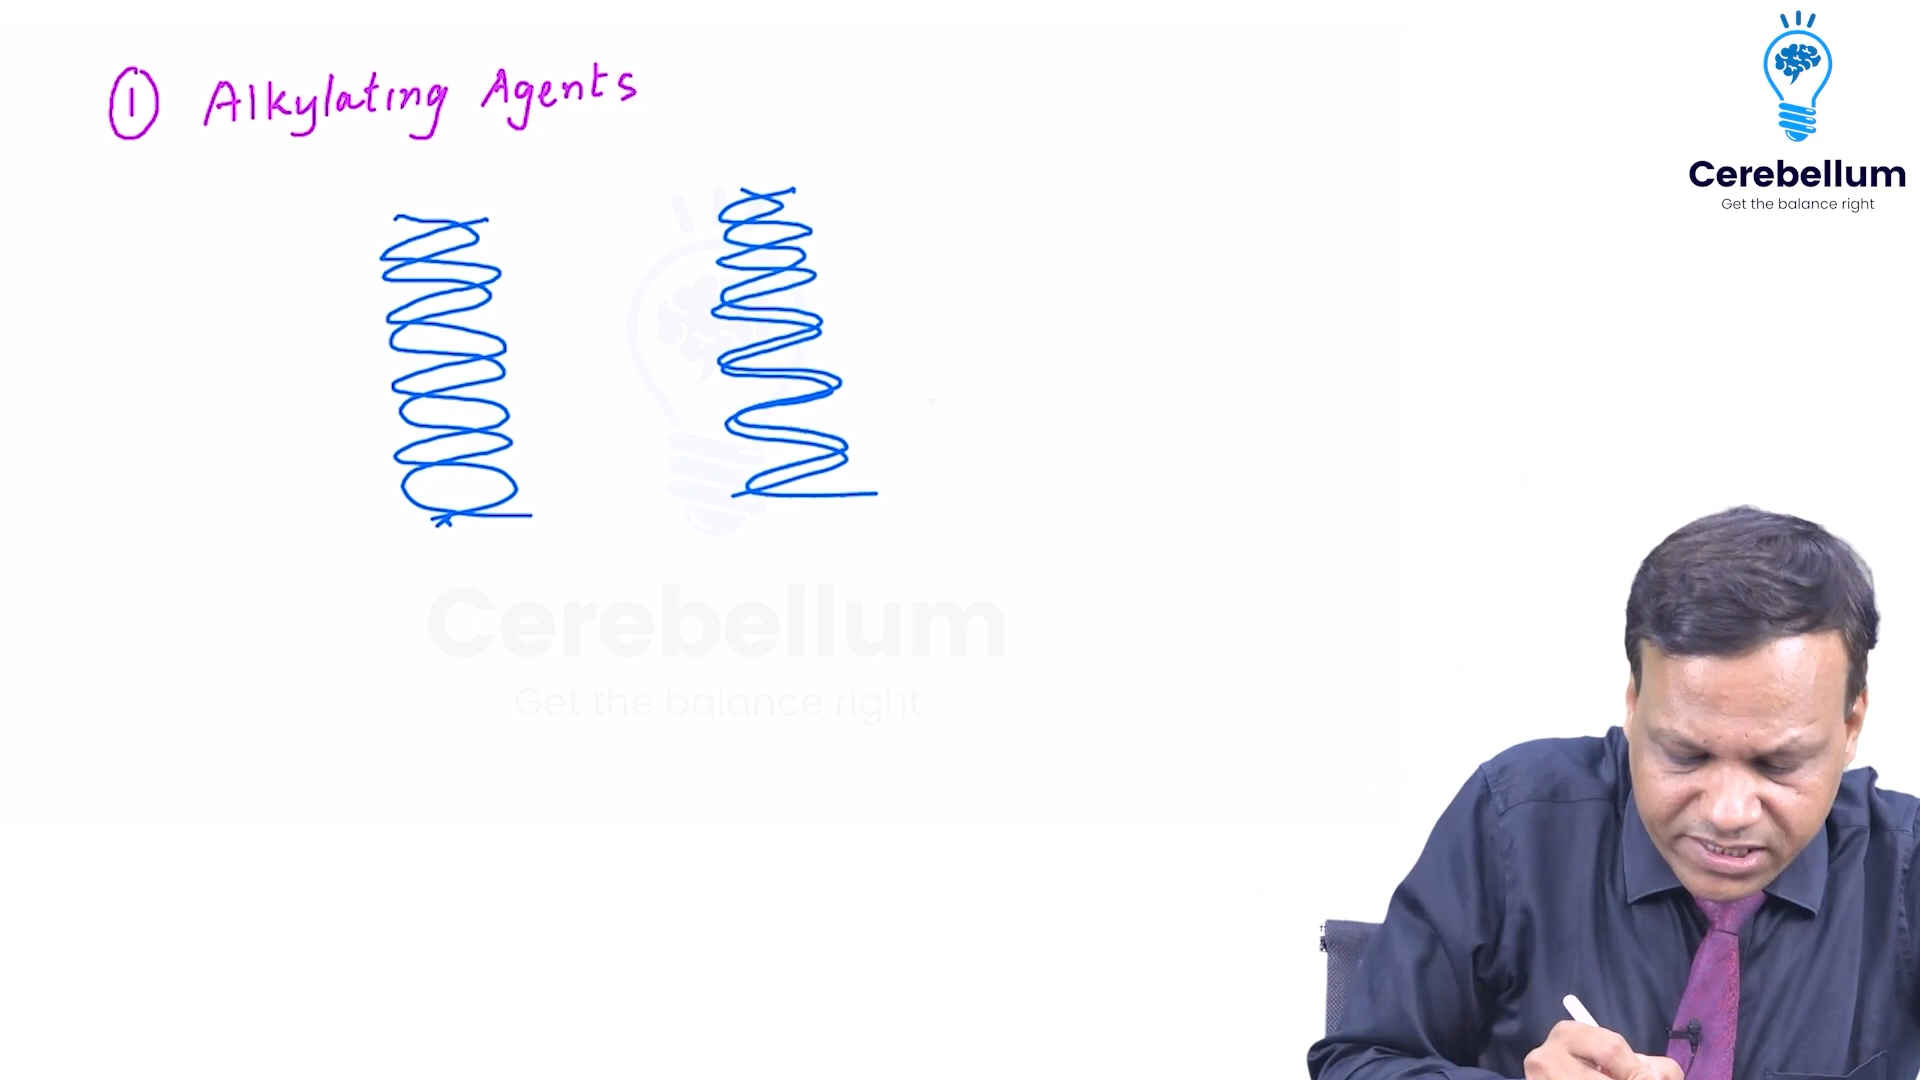 ① Alkylating Agents
Cerebellum
Get the balance right
Cerebellum
Get the balance right